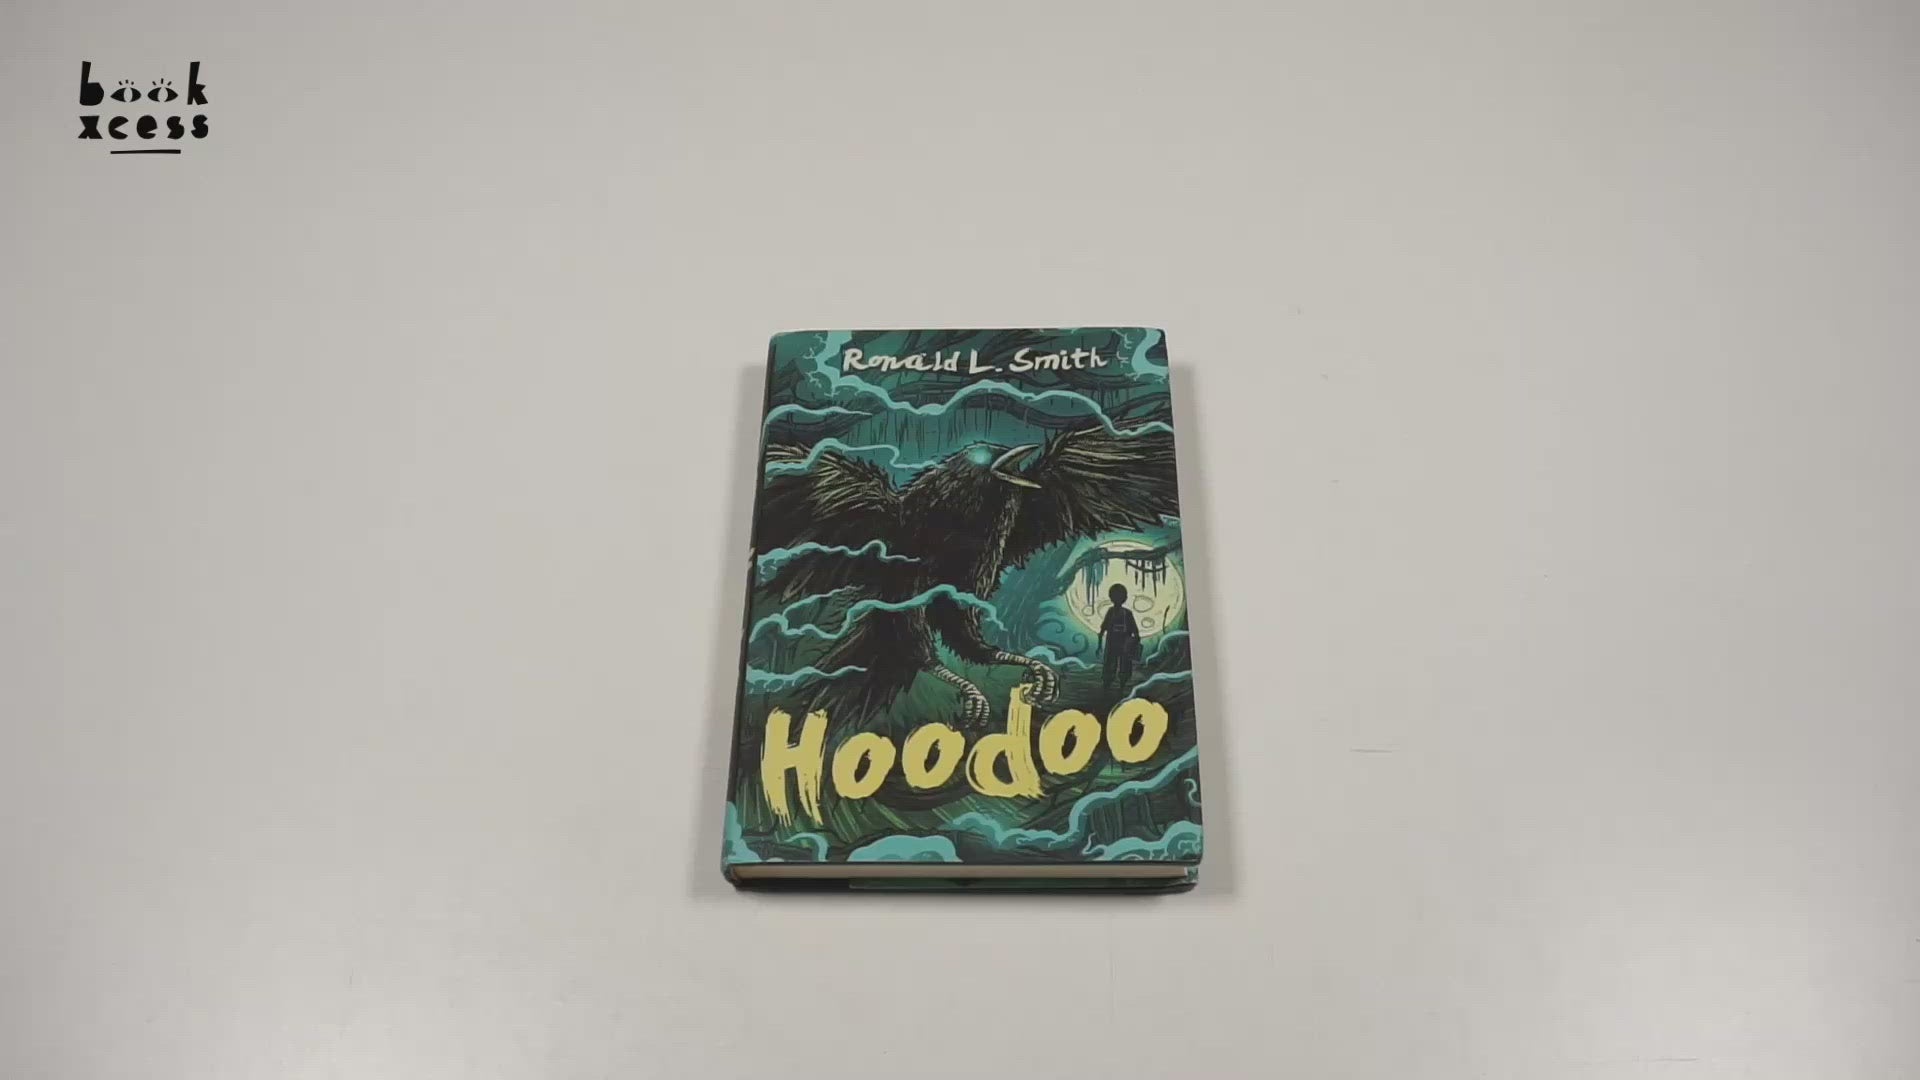 book
xcess
Ronald L. Smith
Hoodoo